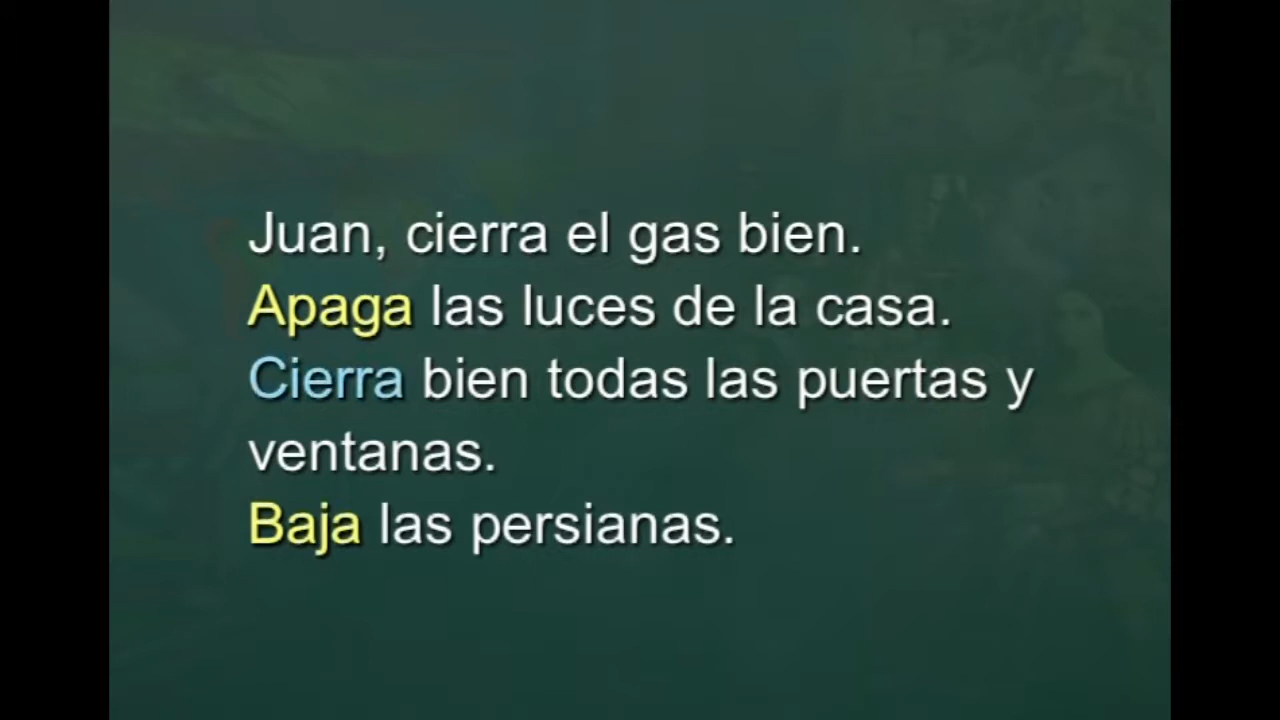 Juan, cierra el gas bien.
Apaga las luces de la casa.
Cierra bien todas las puertas y
ventanas.
Baja las persianas.